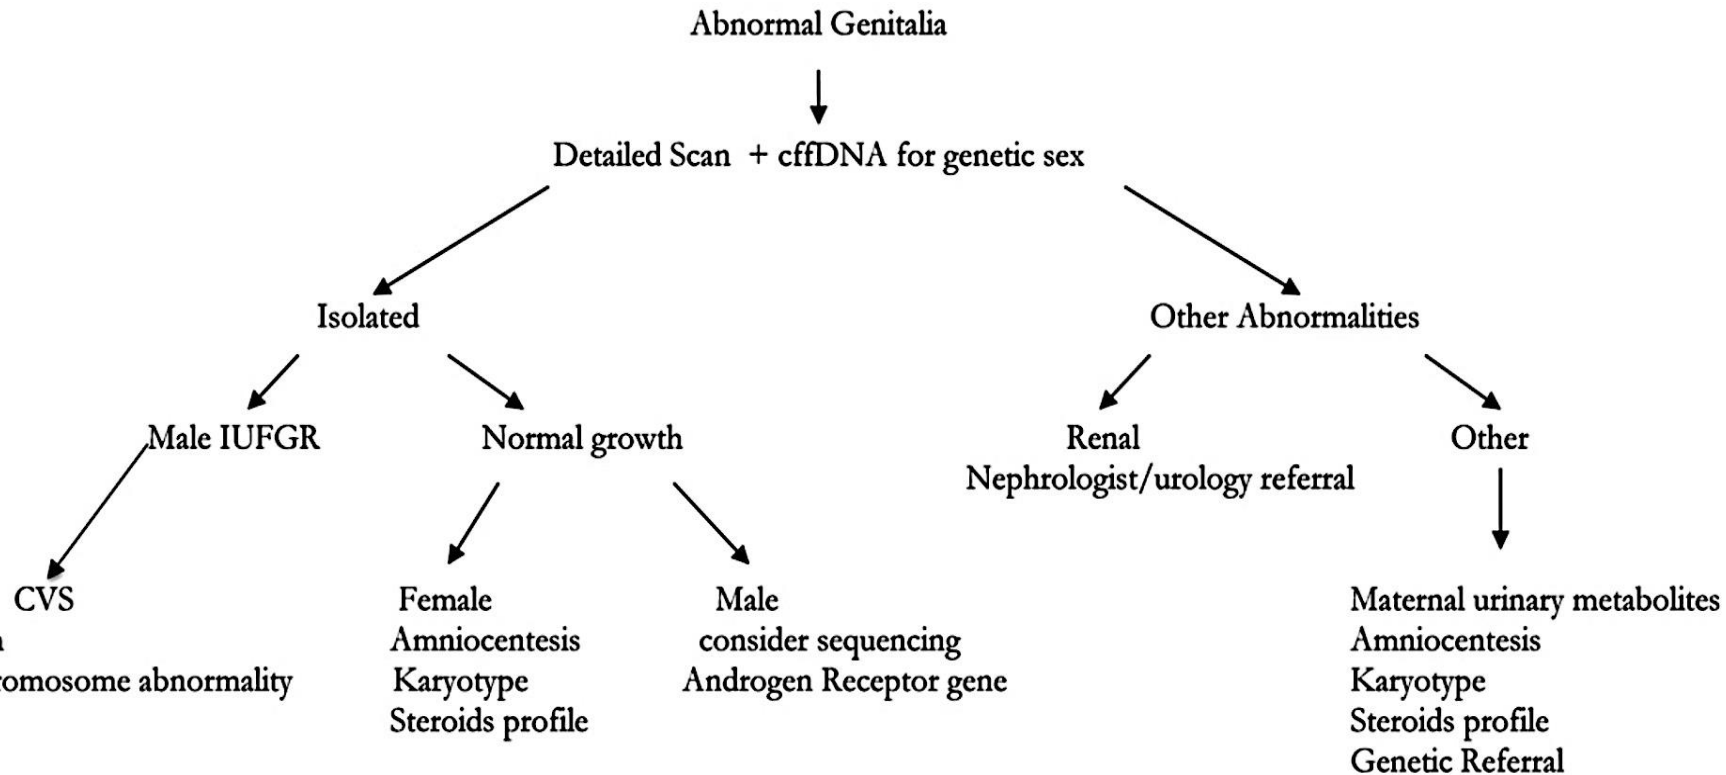 Abnormal Genitalia
Detailed Scan + cffDNA for genetic sex
Isolated
Other Abnormalities
Male IUFGR
Normal growth
Renal
Nephrologist/urology referral
Other
CVS
abnormality
Female
Amniocentesis
Karyotype
Steroids profile
Male
consider sequencing
Androgen Receptor gene
Maternal urinary metabolites
Amniocentesis
Karyotype
Steroids profile
Genetic Referral